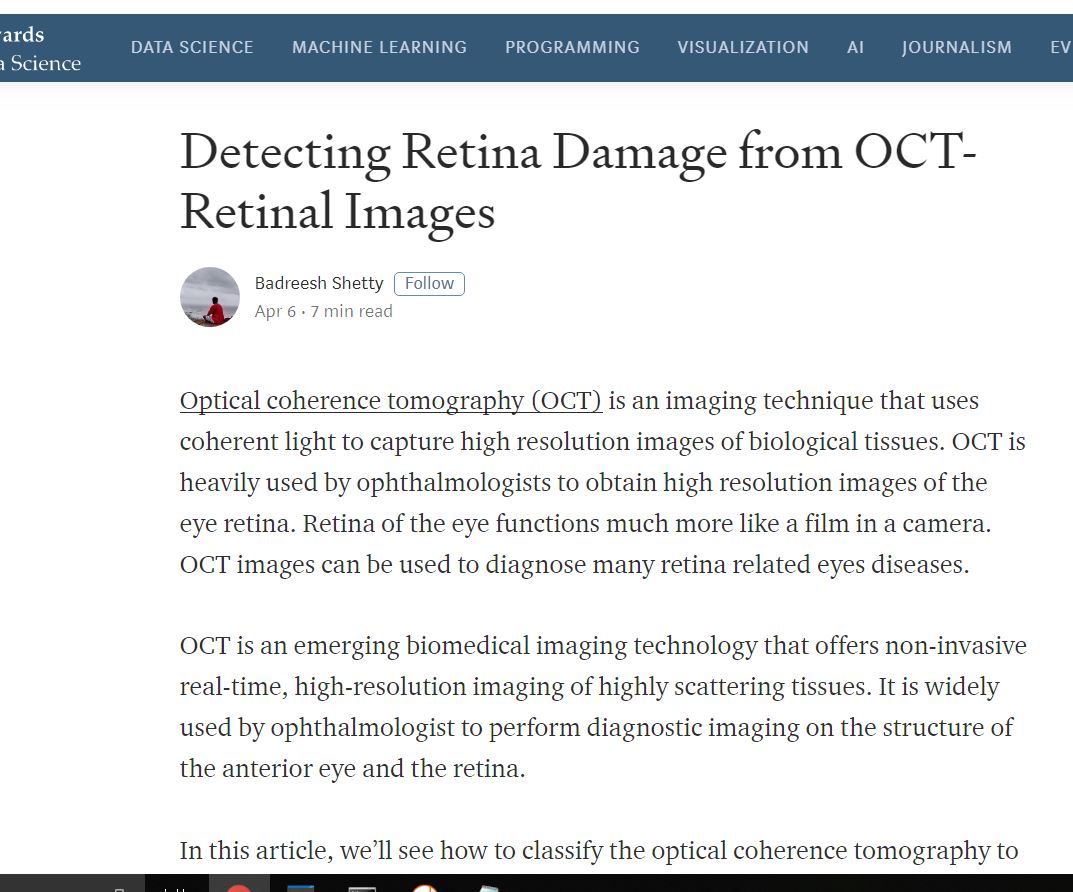 ards
a Science
DATA SCIENCE MACHINE LEARNING PROGRAMMING VISUALIZATION AI JOURNALISM EV
Detecting Retina Damage from OCT-
Retinal Images
Badreesh Shetty Follow
Apr 6 · 7 min read
Optical coherence tomography (OCT) is an imaging technique that uses
coherent light to capture high resolution images of biological tissues. OCT is
heavily used by ophthalmologists to obtain high resolution images of the
eye retina. Retina of the eye functions much more like a film in a camera.
OCT images can be used to diagnose many retina related eyes diseases.
OCT is an emerging biomedical imaging technology that offers non-invasive
real-time, high-resolution imaging of highly scattering tissues. It is widely
used by ophthalmologist to perform diagnostic imaging on the structure of
the anterior eye and the retina.
In this article, we’ll see how to classify the optical coherence tomography to